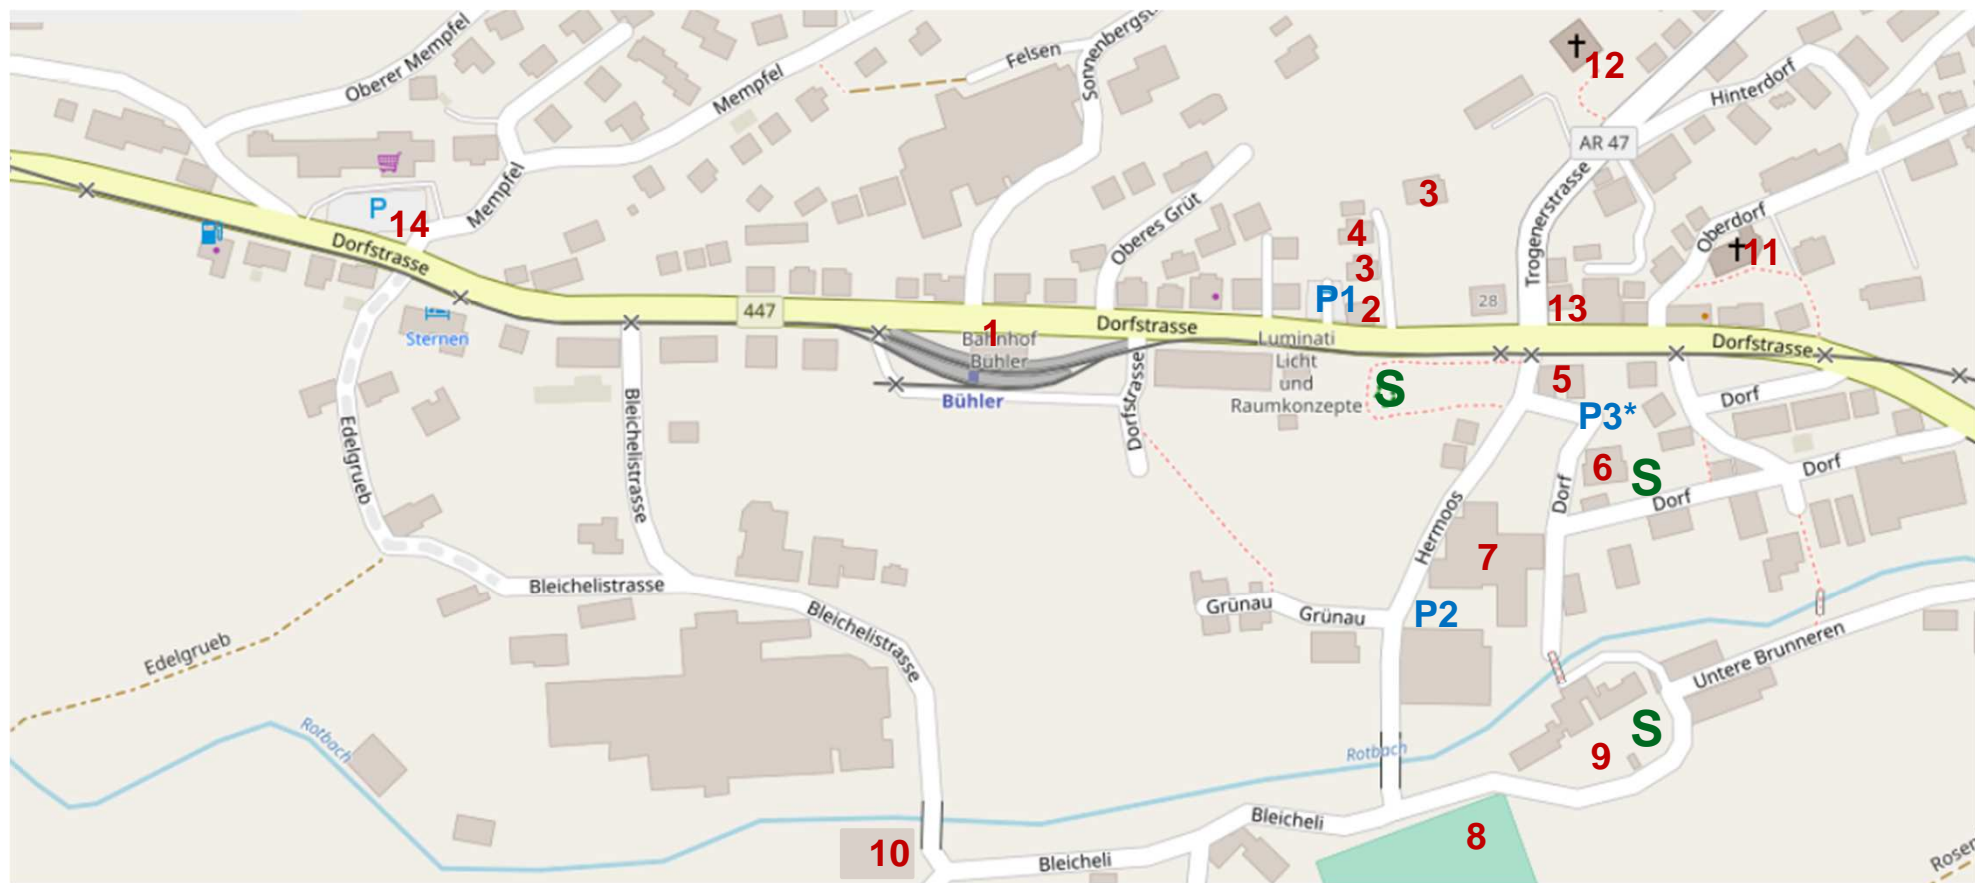 Oberer Mempfel
Felsen
Sonnenbergst
12
Mempfel
Hinterdorf
AR 47
P
14
Mempfel
Dorfstrasse
Oberes Grüt
3
4
3
P1
2
Trogenerstrasse
28
13
Oberdorf
11
447
1
Bahnhof
Bühler
Dorfstrasse
Luminati
Licht
und
Raumkonzepte
Dorfstrasse
Sternen
Bühler
Dorfstrasse
S
5
P3*
Dorf
6
S
Dorf
Dorf
Dorf
Edelgrueb
Bleichelistrasse
Hermoos
7
Bleichelistrasse
Grünau
Grünau
P2
Bleichelistrasse
Edelgrueb
Untere Brunneren
Rotbach
Rotbach
S
9
Bleicheli
8
10
Bleicheli
Rosen